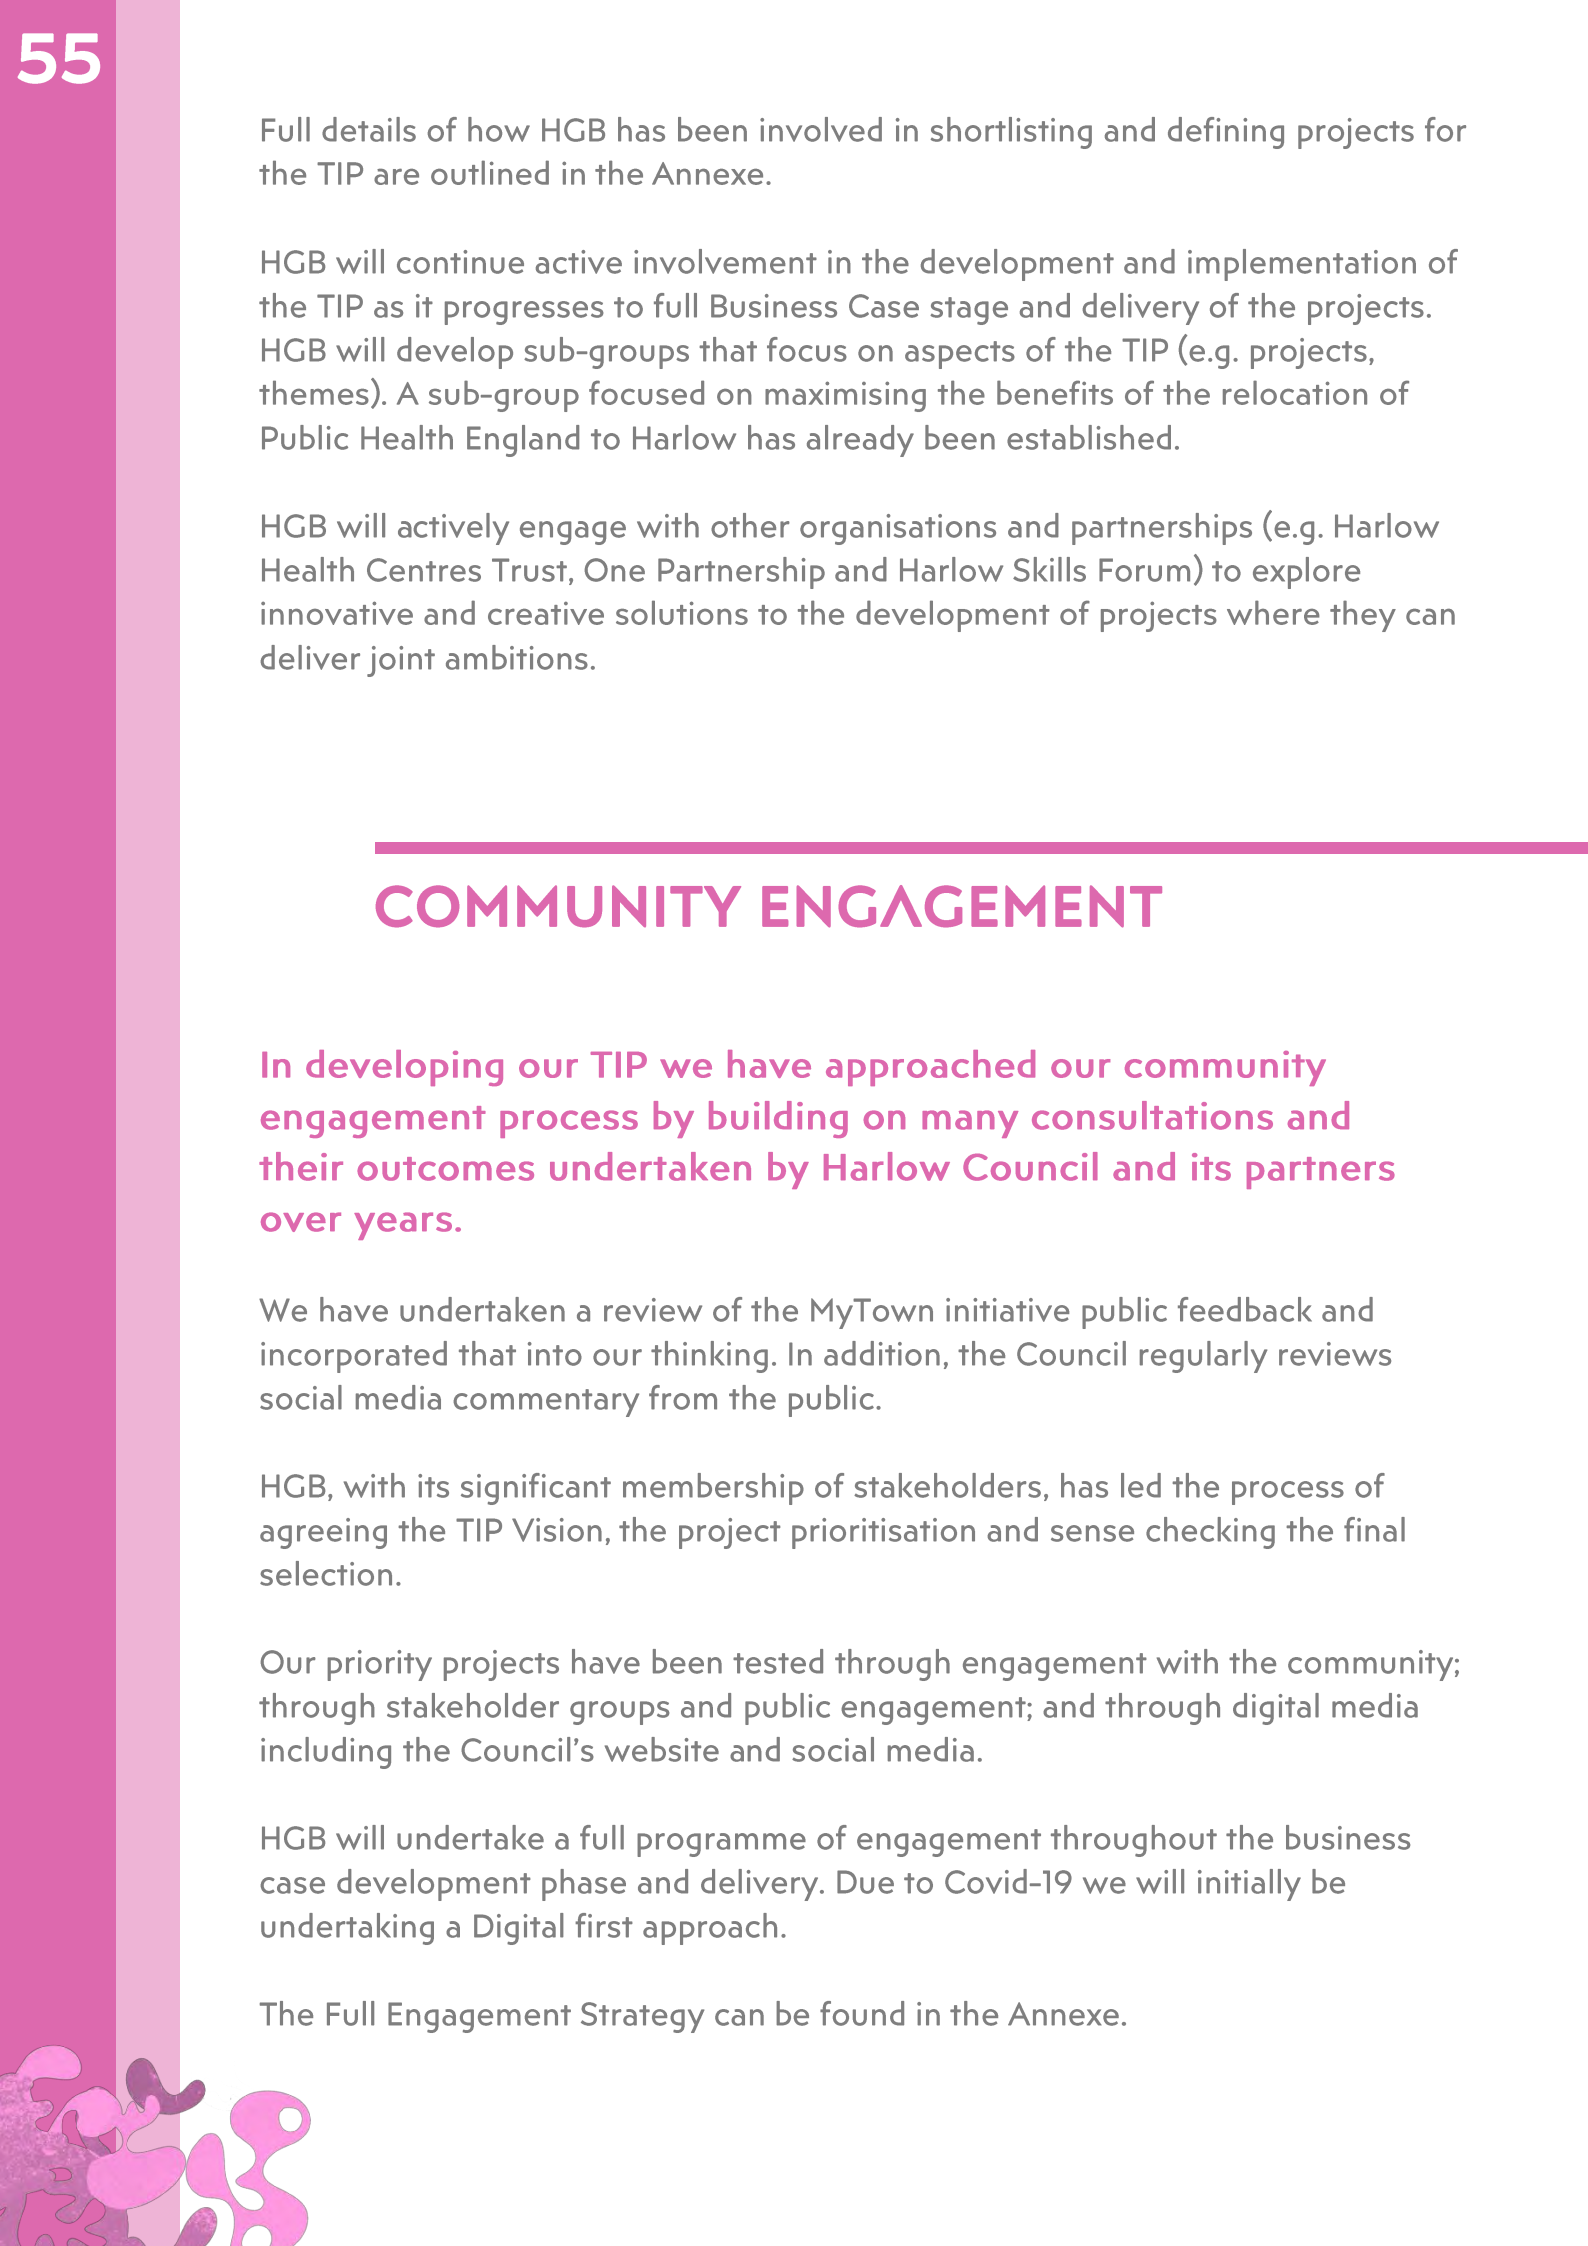 55
Full details of how HGB has been involved in shortlisting and defining projects for
the TIP are outlined in the Annexe.
HGB will continue active involvement in the development and implementation of
the TIP as it progresses to full Business Case stage and delivery of the projects.
HGB will develop sub-groups that focus on aspects of the TIP (e.g. projects,
themes). A sub-group focused on maximising the benefits of the relocation of
Public Health England to Harlow has already been established.
HGB will actively engage with other organisations and partnerships (e.g. Harlow
Health Centres Trust, One Partnership and Harlow Skills Forum) to explore
innovative and creative solutions to the development of projects where they can
deliver joint ambitions.
COMMUNITY ENGAGEMENT
In developing our TIP we have approached our community
engagement process by building on many consultations and
their outcomes undertaken by Harlow Council and its partners
over years.
We have undertaken a review of the MyTown initiative public feedback and
incorporated that into our thinking. In addition, the Council regularly reviews
social media commentary from the public.
HGB, with its significant membership of stakeholders, has led the process of
agreeing the TIP Vision, the project prioritisation and sense checking the final
selection.
Our priority projects have been tested through engagement with the community;
through stakeholder groups and public engagement; and through digital media
including the Council's website and social media.
HGB will undertake a full programme of engagement throughout the business
case development phase and delivery. Due to Covid-19 we will initially be
undertaking a Digital first approach.
The Full Engagement Strategy can be found in the Annexe.